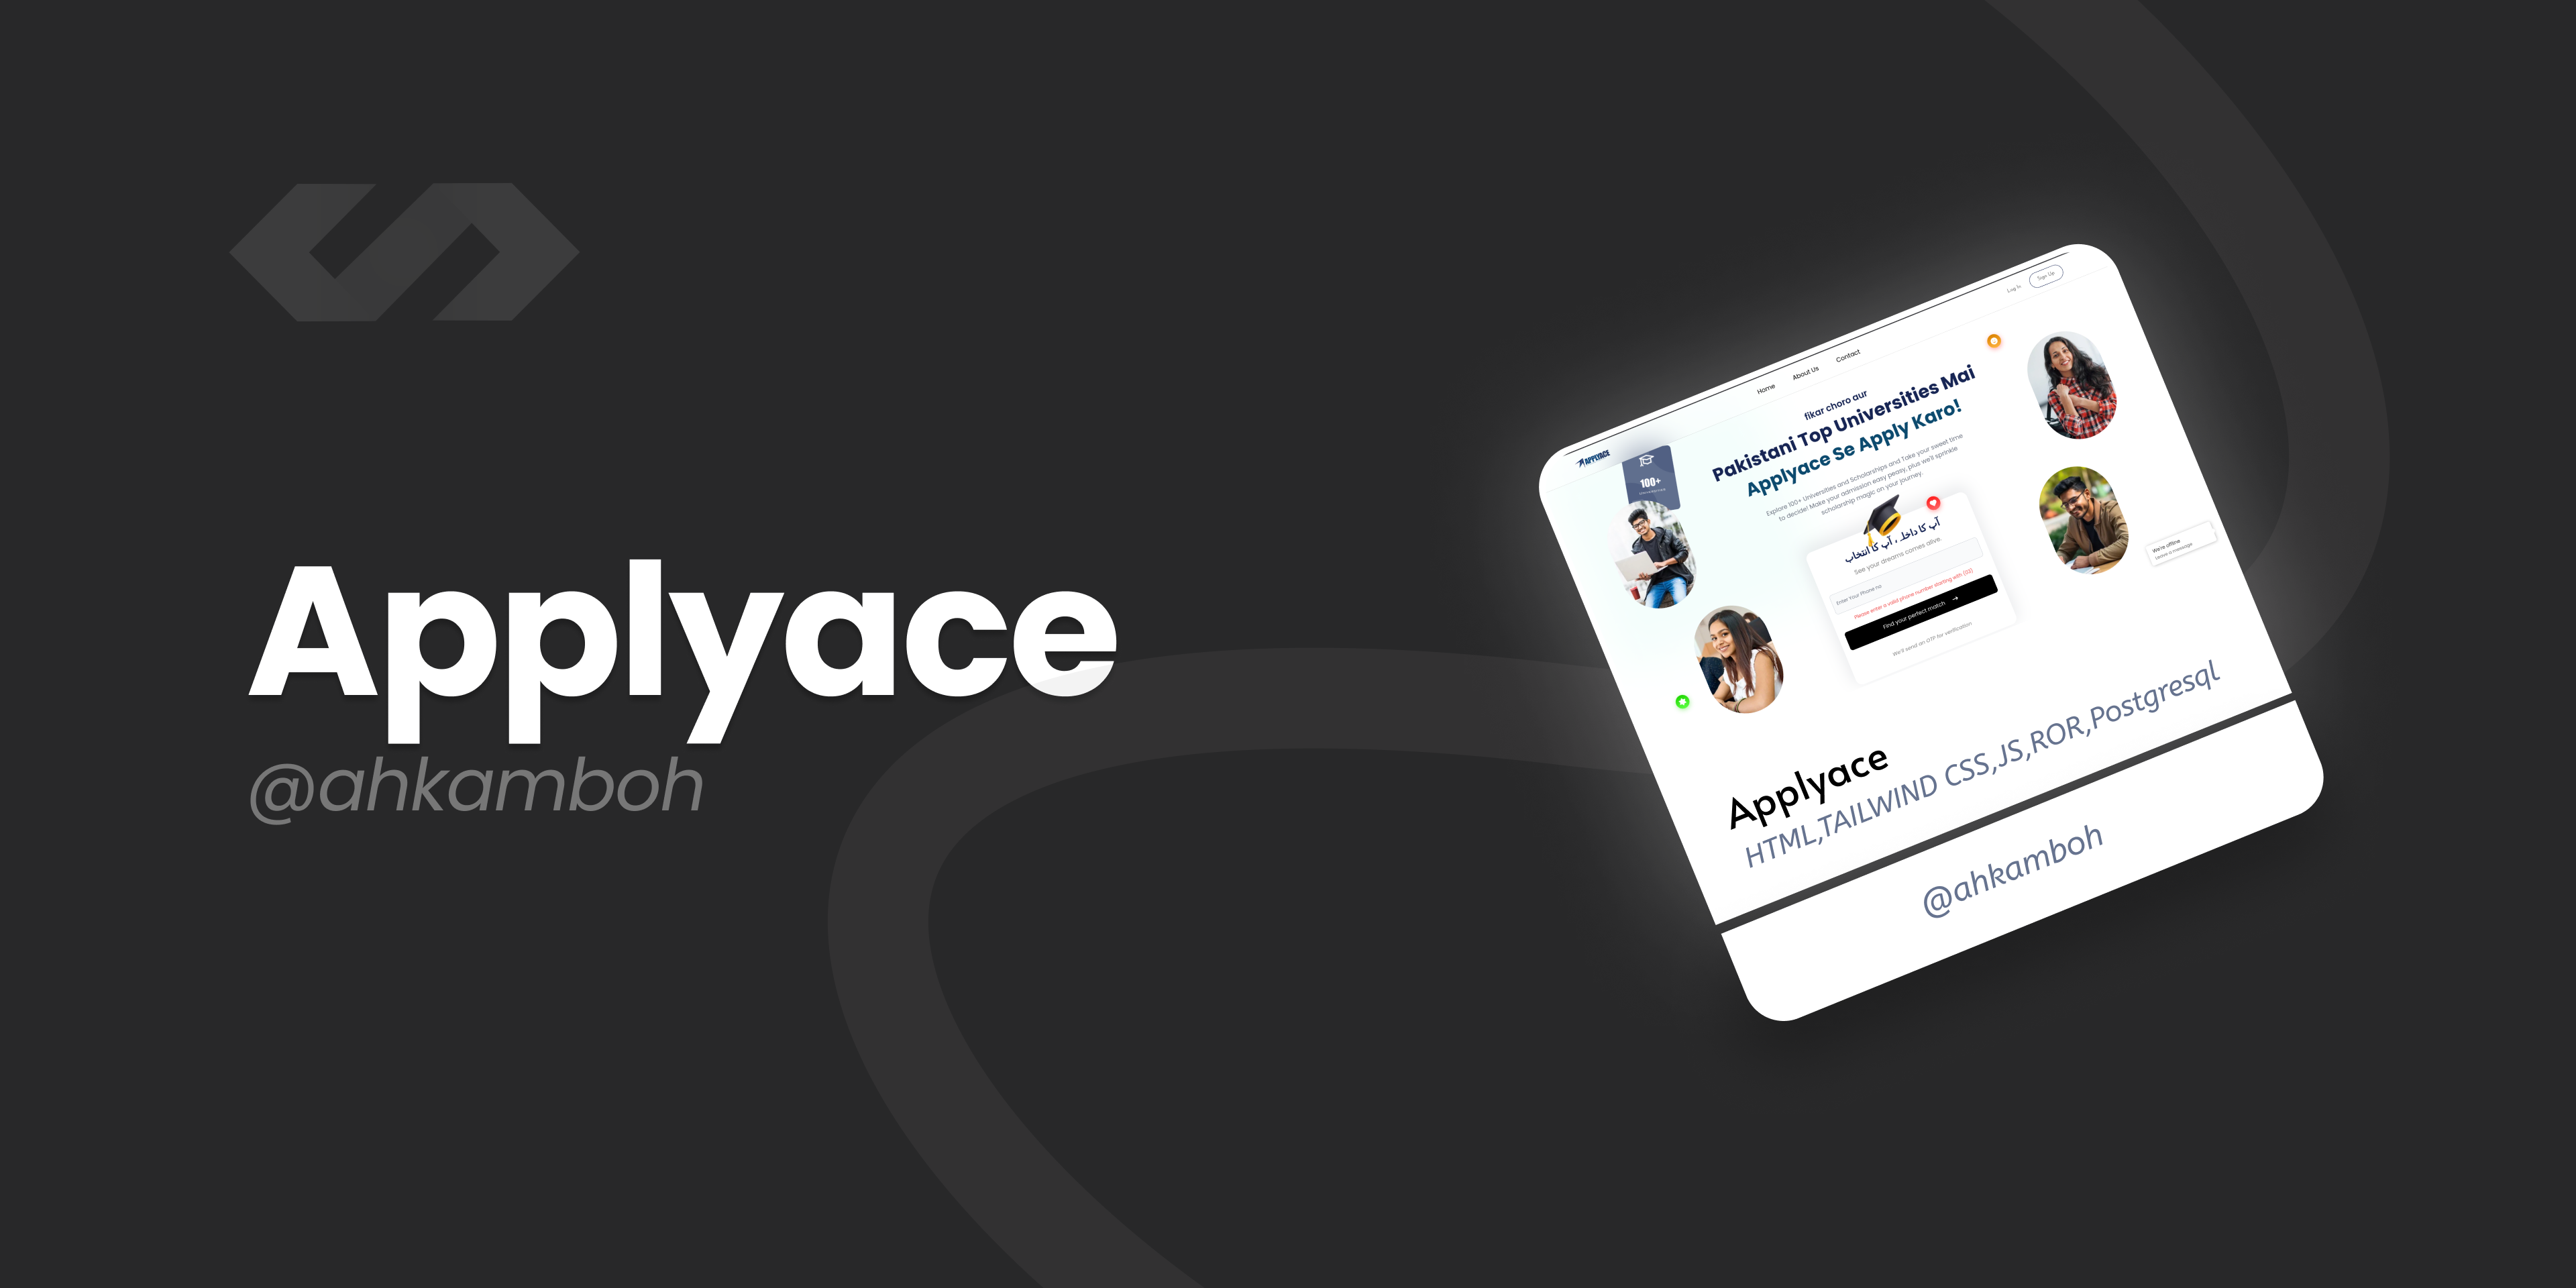 Applyace
@ahkamboh
APPLYACE
Home
About Us
Contact
Log In
Sign Up
100+
fikar choro aur
Pakistani Top Universities Mai
Applyace Se Apply Karo!
Explore 100+ Universities and Scholarships and Take your sweet time
to decide! Make your admission easy peasy, plus we'll sprinkle
scholarship magic on your journey.
آپ کا داخلہ، آپ کا انتخاب
See your dreams comes alive.
Enter Your Phone no
Please enter a valid phone number starting with (03)
Find your perfect match →
We'll send an OTP for verification
We're offline
Leave a message
Applyace
HTML,TAILWIND CSS,JS,ROR,Postgresql
@ahkamboh